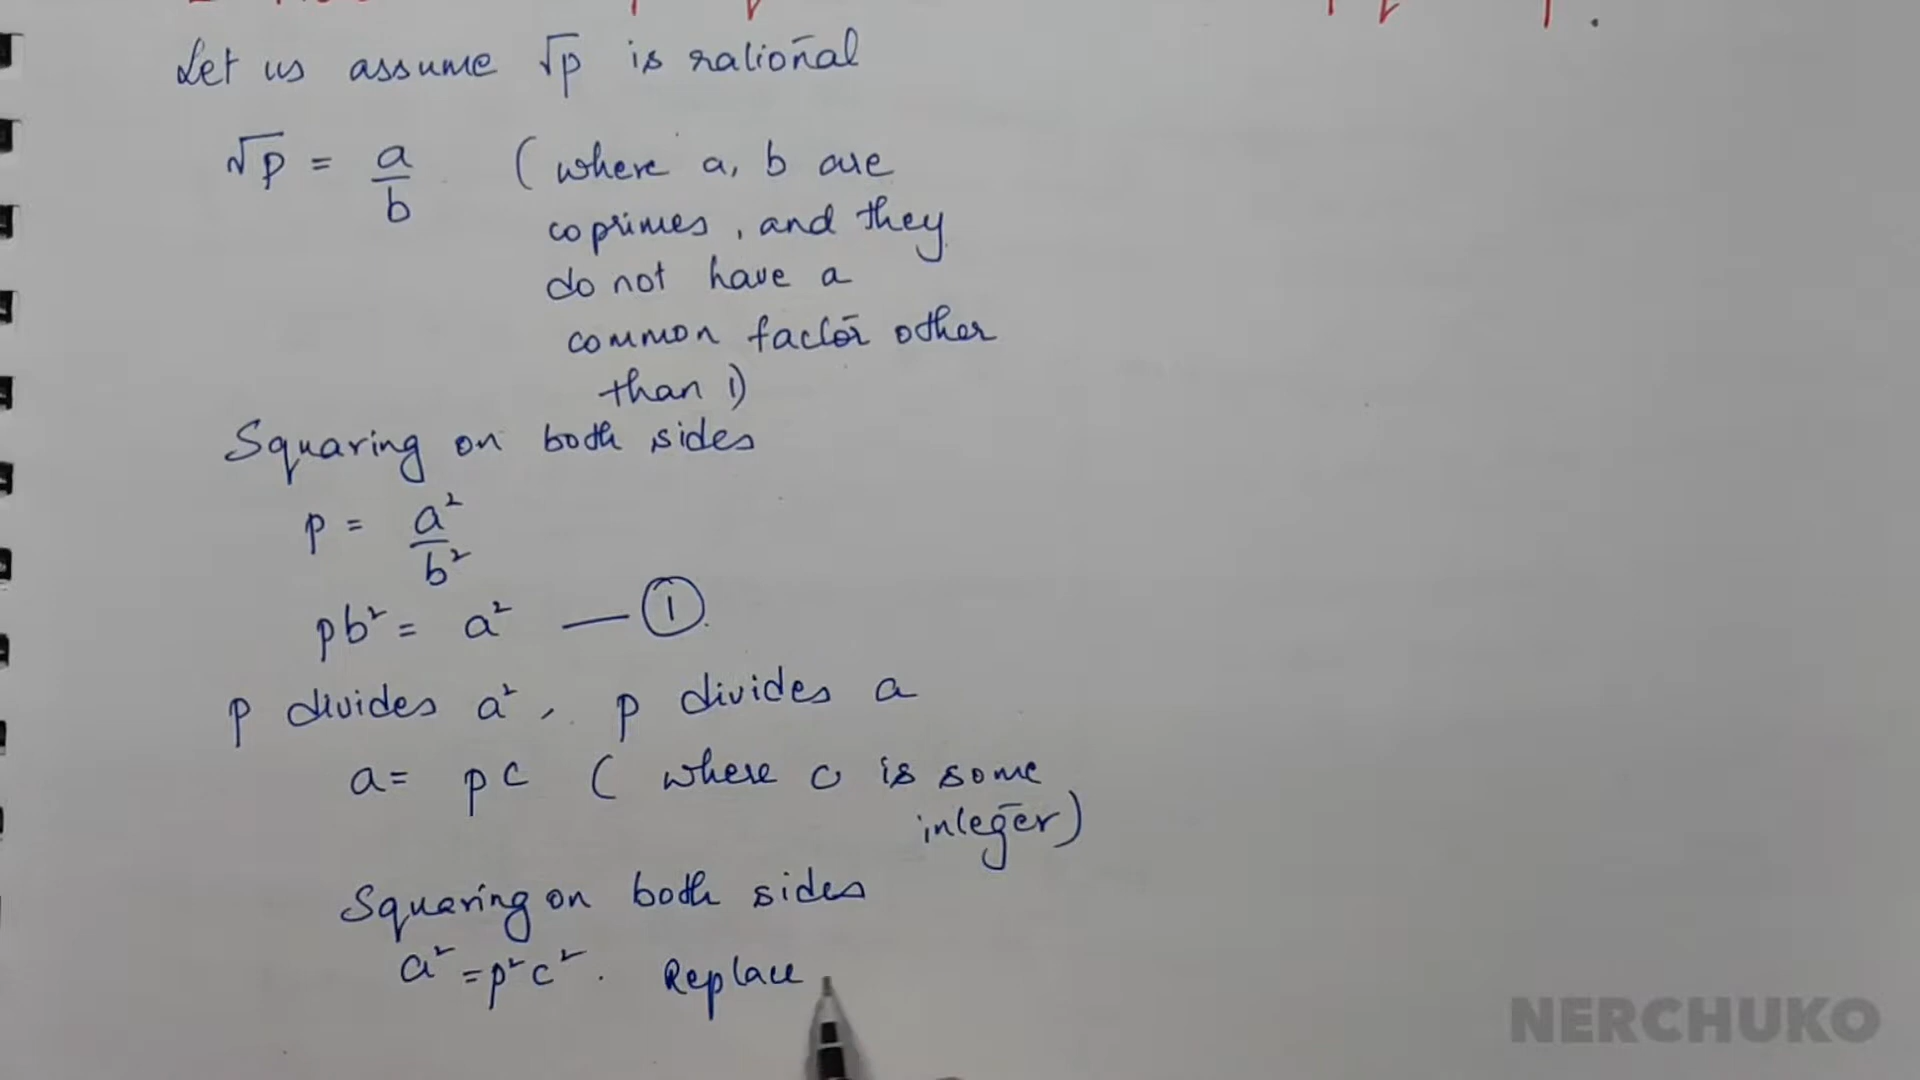 Let us assume √p is rational
√p = a/b (where a, b are
coprimes, and they
do not have a
common factor other
than 1)
Squaring on both sides
p = a²/b²
pb² = a² — ①
p divides a², p divides a
a = pc (where c is some
integer)
Squaring on both sides
a² = p²c². Replace
NERCHUKO